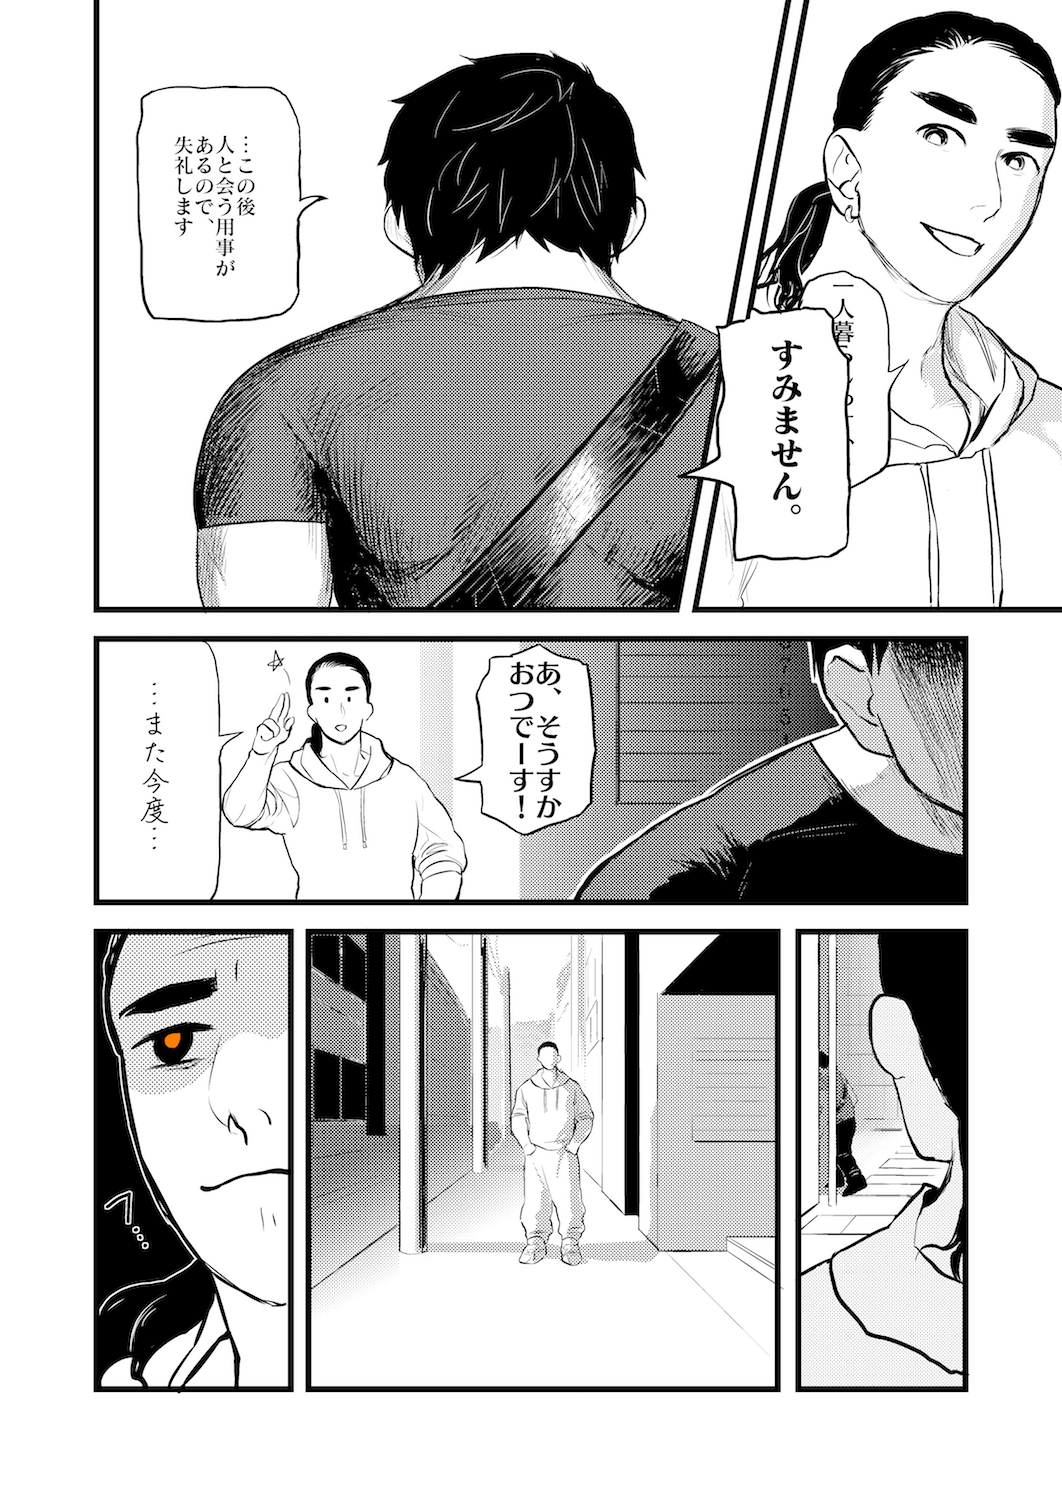 一人暮
すみません。
…この後
人と会う用事が
あるので、
失礼します
あ、そうすか
おつでーす！
…また今度…
へ…。。。